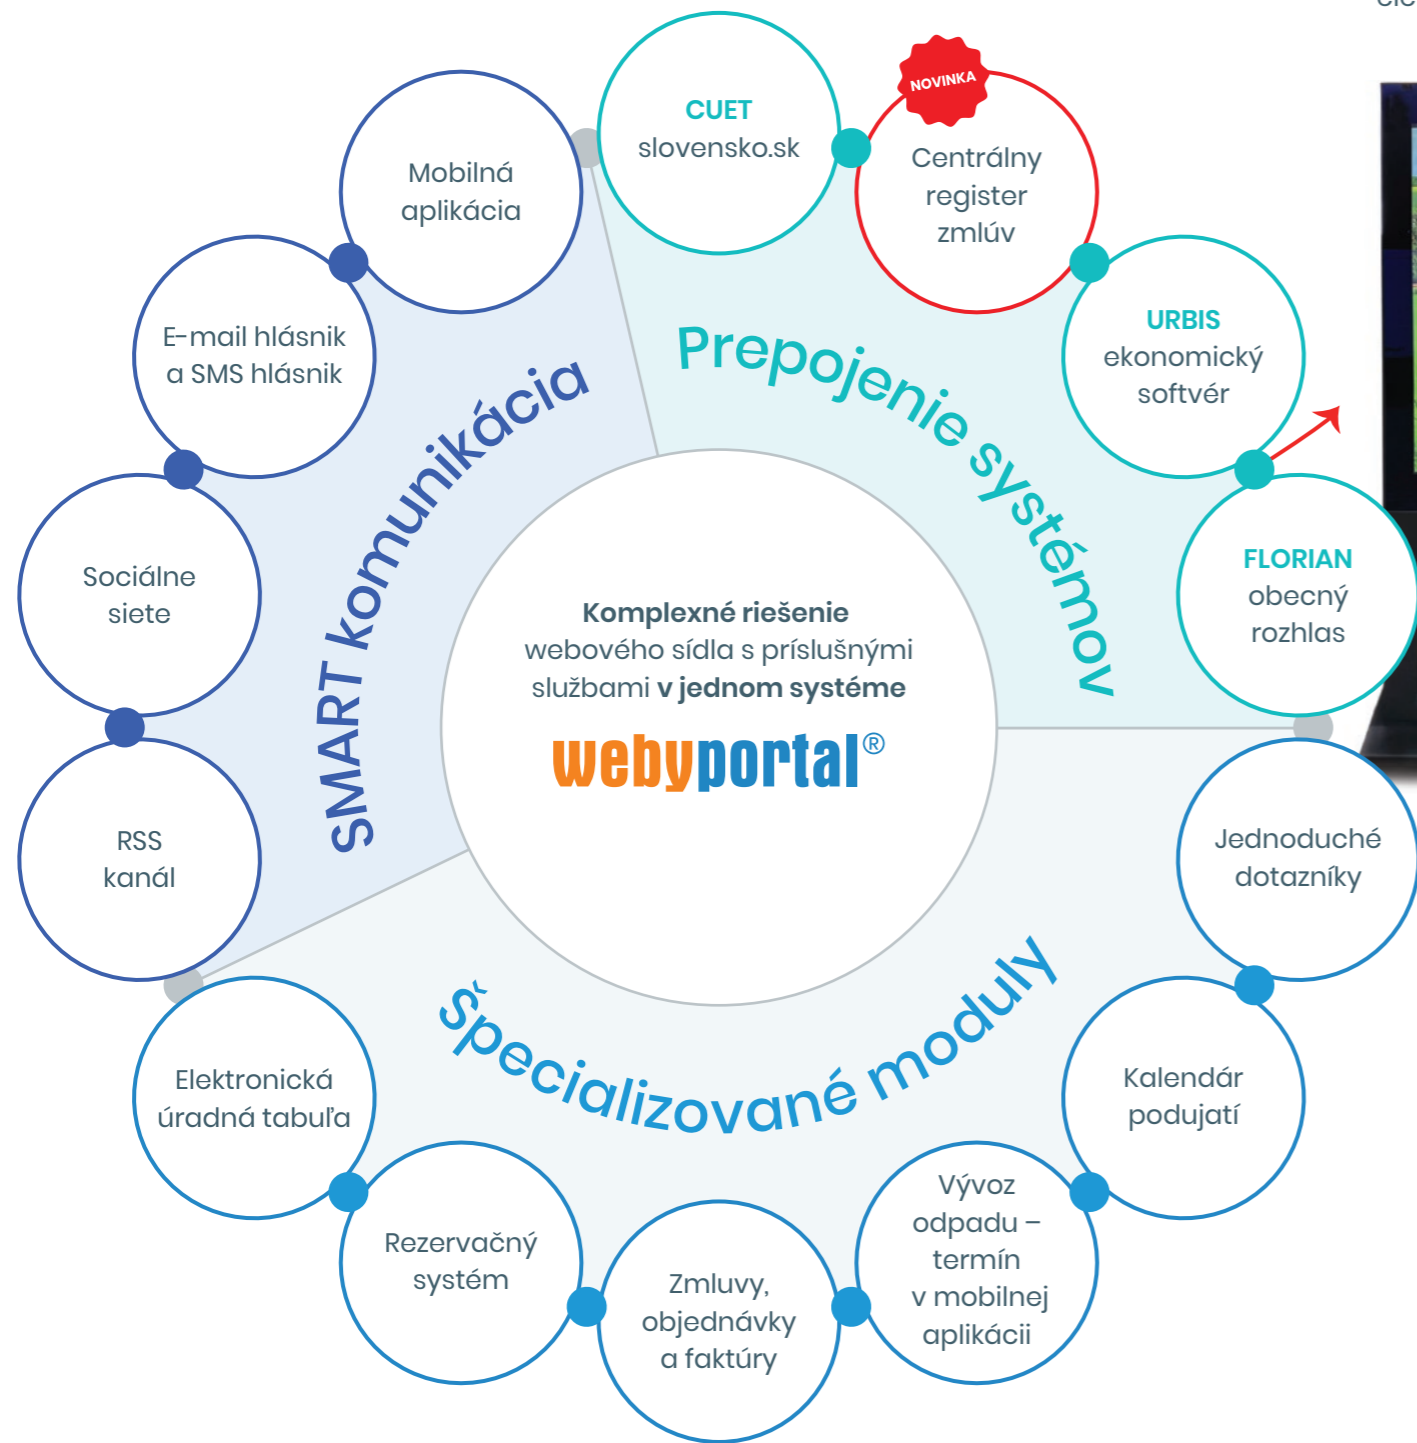 CUET
slovensko.sk
NOVINKA
Centrálny
register
zmlúv
URBIS
ekonomický
softvér
FLORIAN
obecný
rozhlas
Prepojenie systémov
Mobilná
aplikácia
E-mail hlásnik
a SMS hlásnik
Sociálne
siete
RSS
kanál
SMART komunikácia
Komplexné riešenie
webového sídla s príslušnými
službami v jednom systéme
webyportal®
Špecializované moduly
Jednoduché
dotazníky
Kalendár
podujatí
Vývoz
odpadu –
termín
v mobilnej
aplikácii
Zmluvy,
objednávky
a faktúry
Rezervačný
systém
Elektronická
úradná tabuľa